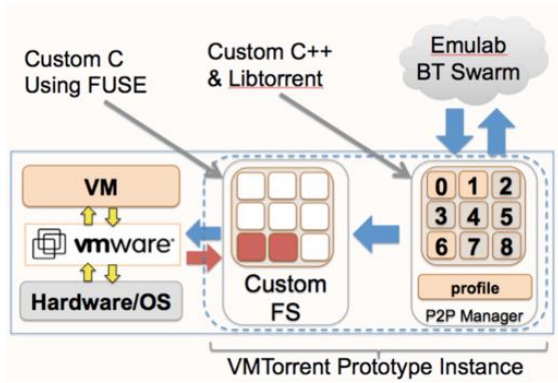 Custom C
Using FUSE
Custom C++
& Libtorrent
Emulab
BT Swarm
VM
vmware
Hardware/OS
Custom
FS
0 1 2
3 4 5
6 7 8
profile
P2P Manager
VMTorrent Prototype Instance